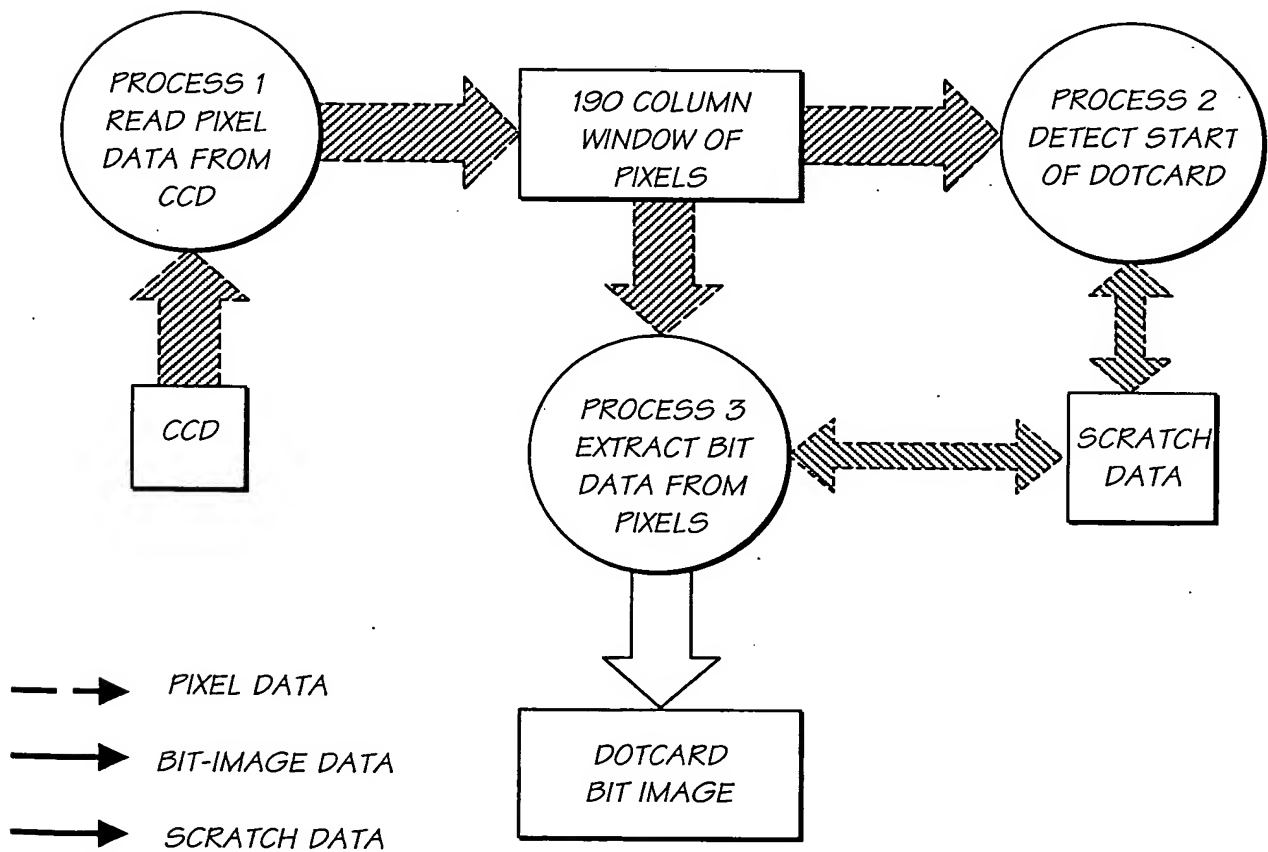 PROCESS 1
READ PIXEL
DATA FROM
CCD
190 COLUMN
WINDOW OF
PIXELS
PROCESS 2
DETECT START
OF DOTCARD
CCD
PROCESS 3
EXTRACT BIT
DATA FROM
PIXELS
SCRATCH
DATA
DOTCARD
BIT IMAGE
PIXEL DATA
BIT-IMAGE DATA
SCRATCH DATA